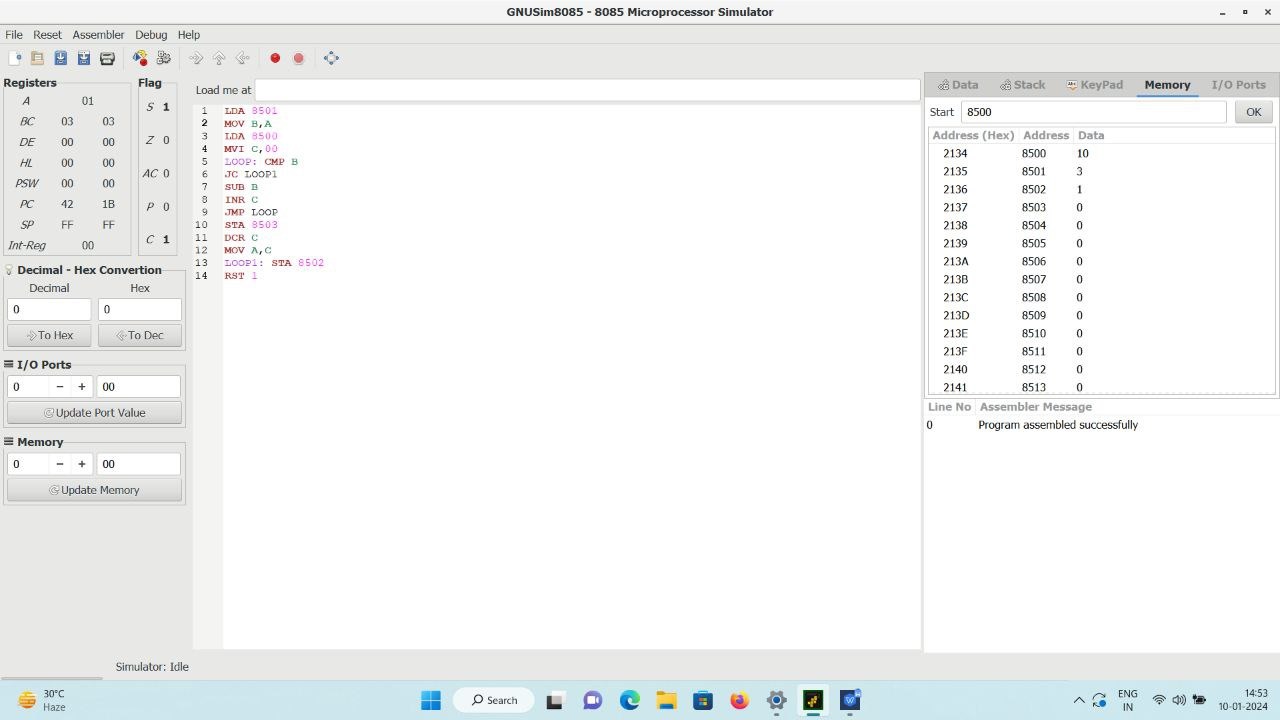 GNUSim8085 - 8085 Microprocessor Simulator
File Reset Assembler Debug Help
Registers
A 01
BC 03 03
DE 00 00
HL 00 00
PSW 00 00
PC 42 1B
SP FF FF
Int-Reg 00
Flag
S 1
Z 0
AC 0
P 0
C 1
Decimal - Hex Convertion
Decimal Hex
0 0
To Hex To Dec
I/O Ports
0 − + 00
Update Port Value
Memory
0 − + 00
Update Memory
Load me at
1 LDA 8501
2 MOV B,A
3 LDA 8500
4 MVI C,00
5 LOOP: CMP B
6 JC LOOP1
7 SUB B
8 INR C
9 JMP LOOP
10 STA 8503
11 DCR C
12 MOV A,C
13 LOOP1: STA 8502
14 RST 1
Data Stack KeyPad Memory I/O Ports
Start 8500 OK
Address (Hex) Address Data
2134 8500 10
2135 8501 3
2136 8502 1
2137 8503 0
2138 8504 0
2139 8505 0
213A 8506 0
213B 8507 0
213C 8508 0
213D 8509 0
213E 8510 0
213F 8511 0
2140 8512 0
2141 8513 0
Line No Assembler Message
0 Program assembled successfully
Simulator: Idle
30°C
Haze
Search
ENG
IN
14:53
10-01-2024